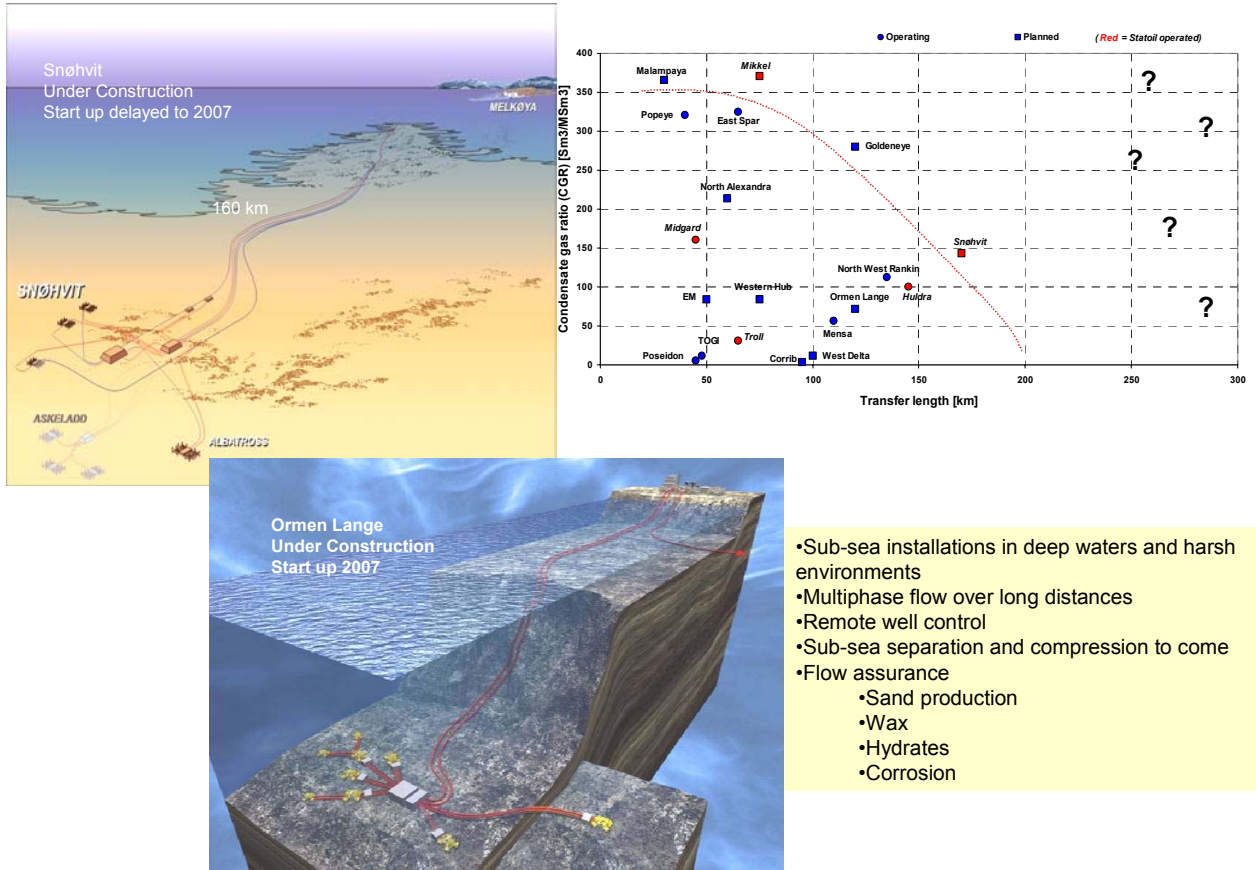 Snøhvit
Under Construction
Start up delayed to 2007
MELKØYA
160 km
SNØHVIT
ASKELADD
ALBATROSS
Operating
Planned
(Red = Statoil operated)
Condensate gas ratio (CGR) [Sm3/MSm3]
400
350
300
250
200
150
100
50
0
Malampaya
Mikkel
Popeye
East Spar
Goldeneye
North Alexandra
Midgard
Snøhvit
North West Rankin
EM
Western Hub
Ormen Lange
Huldra
Mensa
TOGI
Troll
Poseidon
Corrib
West Delta
?
?
?
?
?
0
50
100
150
200
250
300
Transfer length [km]
Ormen Lange
Under Construction
Start up 2007
•Sub-sea installations in deep waters and harsh
environments
•Multiphase flow over long distances
•Remote well control
•Sub-sea separation and compression to come
•Flow assurance
•Sand production
•Wax
•Hydrates
•Corrosion